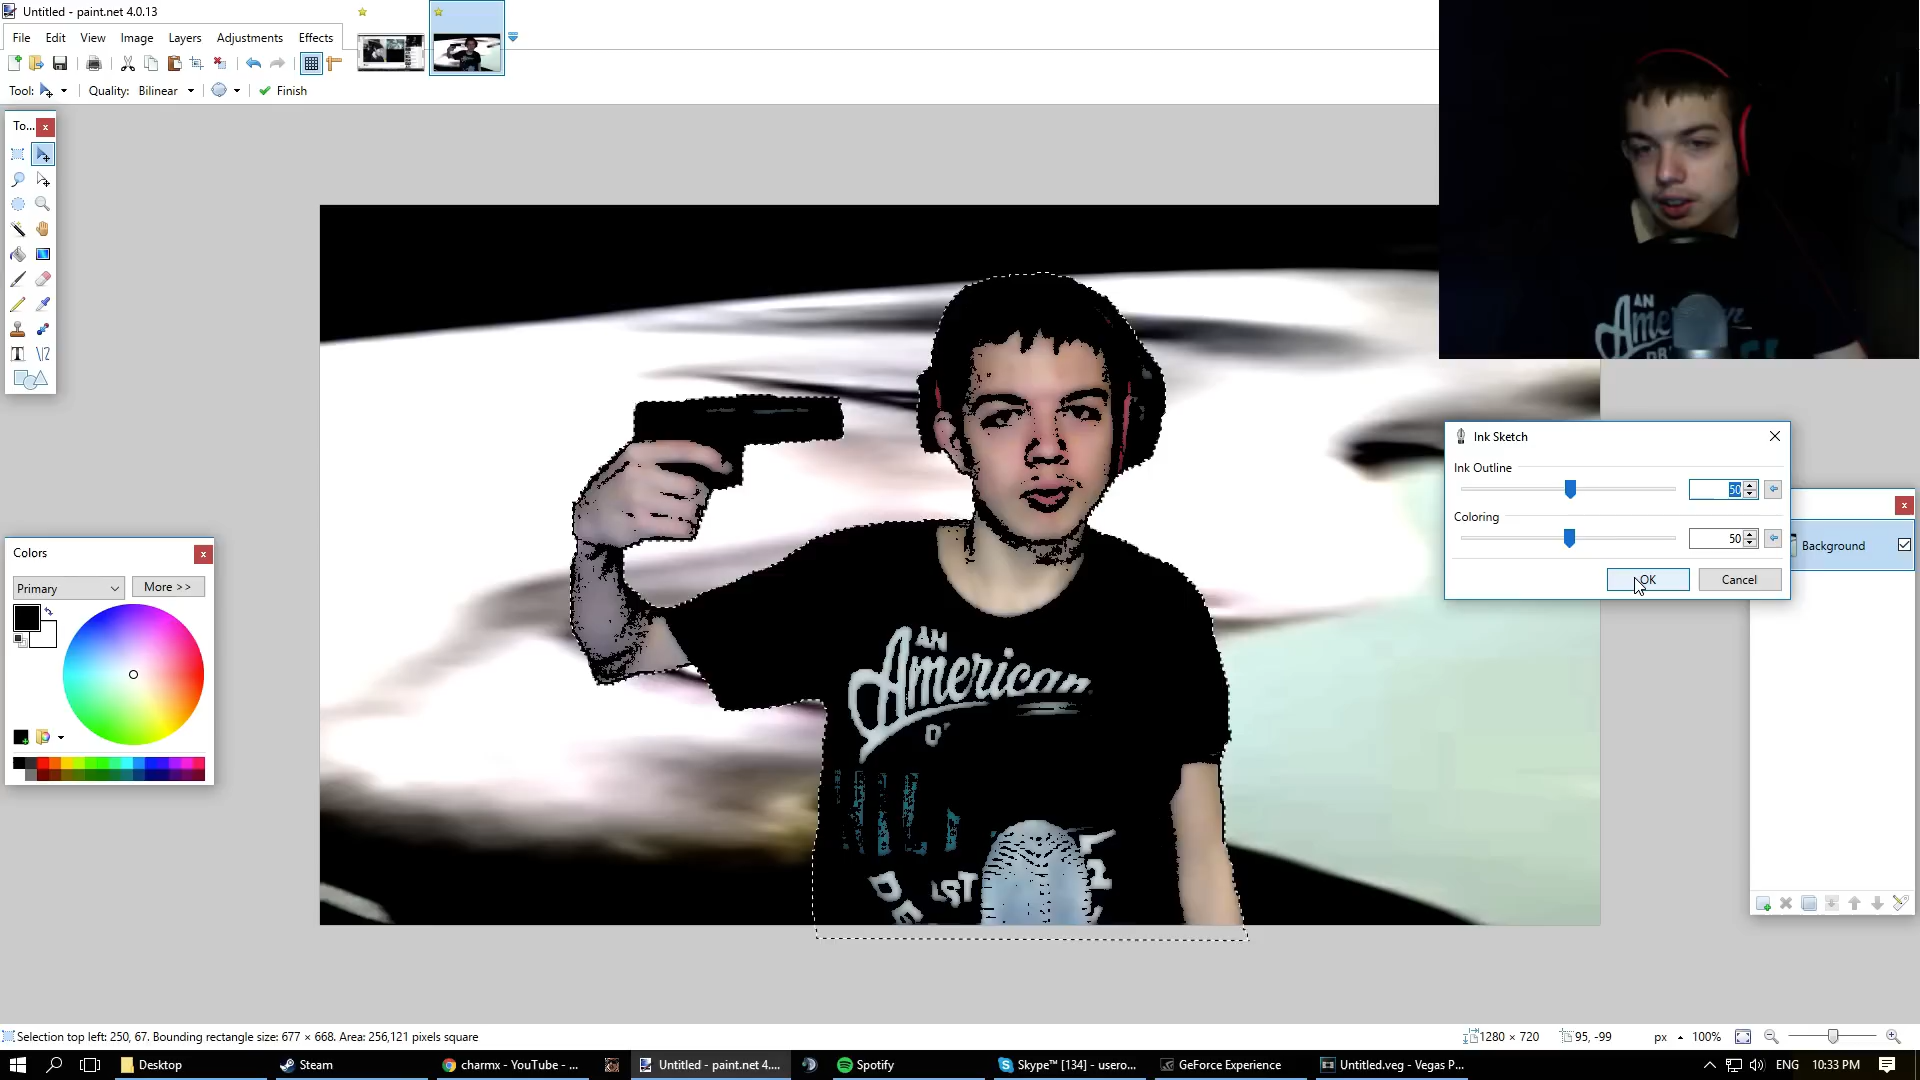 Untitled - paint.net 4.0.13
File Edit View Image Layers Adjustments Effects
Tool: Quality: Bilinear Finish
To...
Ink Sketch
Ink Outline
50
Coloring
50
OK Cancel
Background
Colors
Primary More >>
AN
American
AN
American
Selection top left: 250, 67. Bounding rectangle size: 677 × 668. Area: 256,121 pixels square
1280 × 720 95, -99 px 100%
Desktop Steam charmx - YouTube - ... Untitled - paint.net 4.... Spotify Skype™ [134] - usero... GeForce Experience Untitled.veg - Vegas P... ENG 10:33 PM